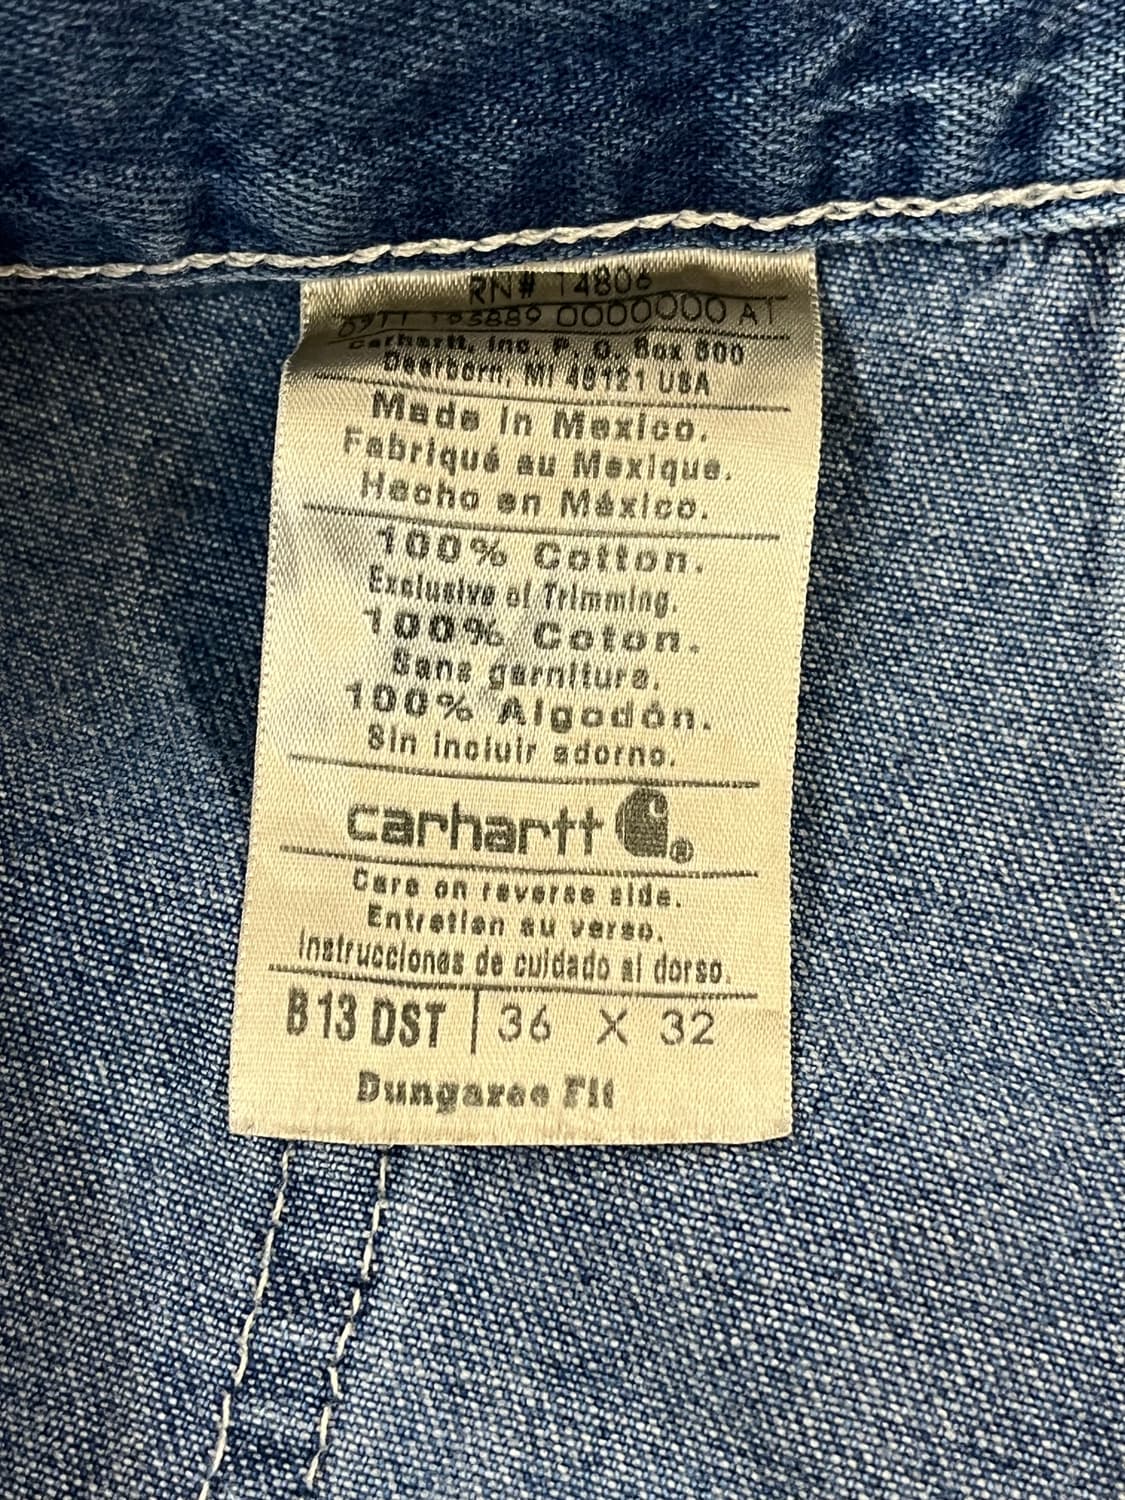 RN# 14806
0000000 AT
Carhartt, Inc. P. O. Box 600
Dearborn, MI 48121 USA
Made in Mexico.
Fabriqué au Mexique.
Hecho en México.
100% Cotton.
Exclusive of Trimming.
100% Coton.
Sans garniture.
100% Algodón.
Sin incluir adorno.
carhartt ®
Care on reverse side.
Entretien au verso.
Instrucciones de cuidado al dorso.
B13 DST | 36 X 32
Dungaree Fit